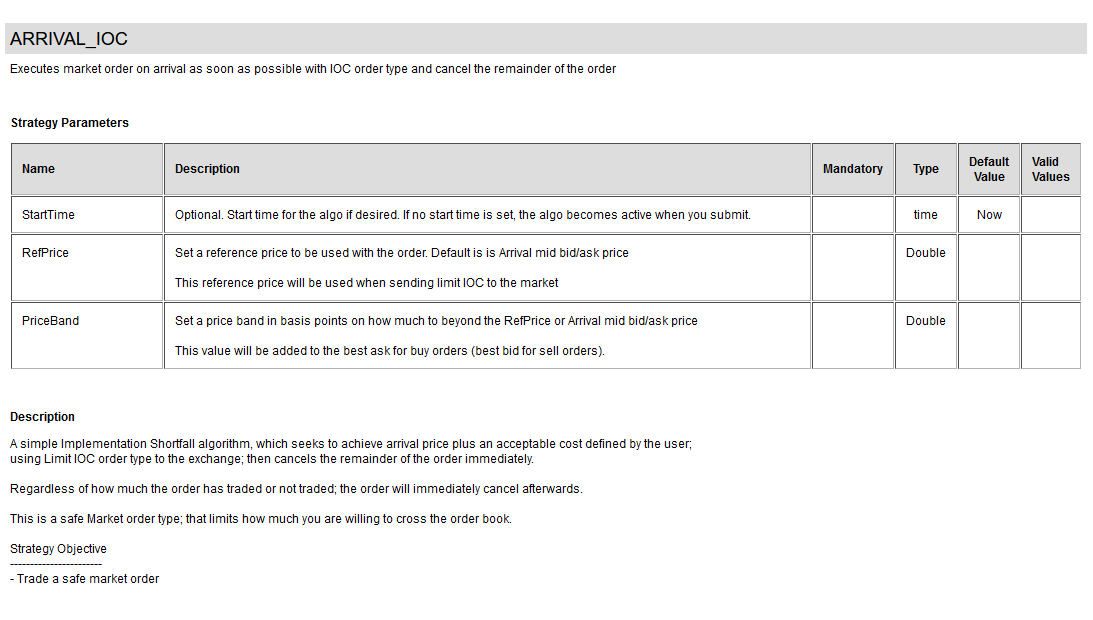 ARRIVAL_IOC
Executes market order on arrival as soon as possible with IOC order type and cancel the remainder of the order
Strategy Parameters
Name Description Mandatory Type Default Value Valid Values
StartTime Optional. Start time for the algo if desired. If no start time is set, the algo becomes active when you submit. time Now
RefPrice Set a reference price to be used with the order. Default is is Arrival mid bid/ask price Double
This reference price will be used when sending limit IOC to the market
PriceBand Set a price band in basis points on how much to beyond the RefPrice or Arrival mid bid/ask price Double
This value will be added to the best ask for buy orders (best bid for sell orders).
Description
A simple Implementation Shortfall algorithm, which seeks to achieve arrival price plus an acceptable cost defined by the user;
using Limit IOC order type to the exchange; then cancels the remainder of the order immediately.
Regardless of how much the order has traded or not traded; the order will immediately cancel afterwards.
This is a safe Market order type; that limits how much you are willing to cross the order book.
Strategy Objective
-----------------------
- Trade a safe market order